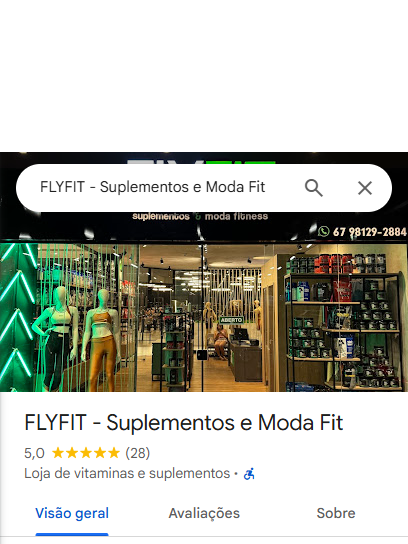 FLYFIT - Suplementos e Moda Fit
suplementos & moda fitness
67 98129-2884
ABERTO
FLYFIT - Suplementos e Moda Fit
5,0 ★★★★★ (28)
Loja de vitaminas e suplementos ·
Visão geral Avaliações Sobre